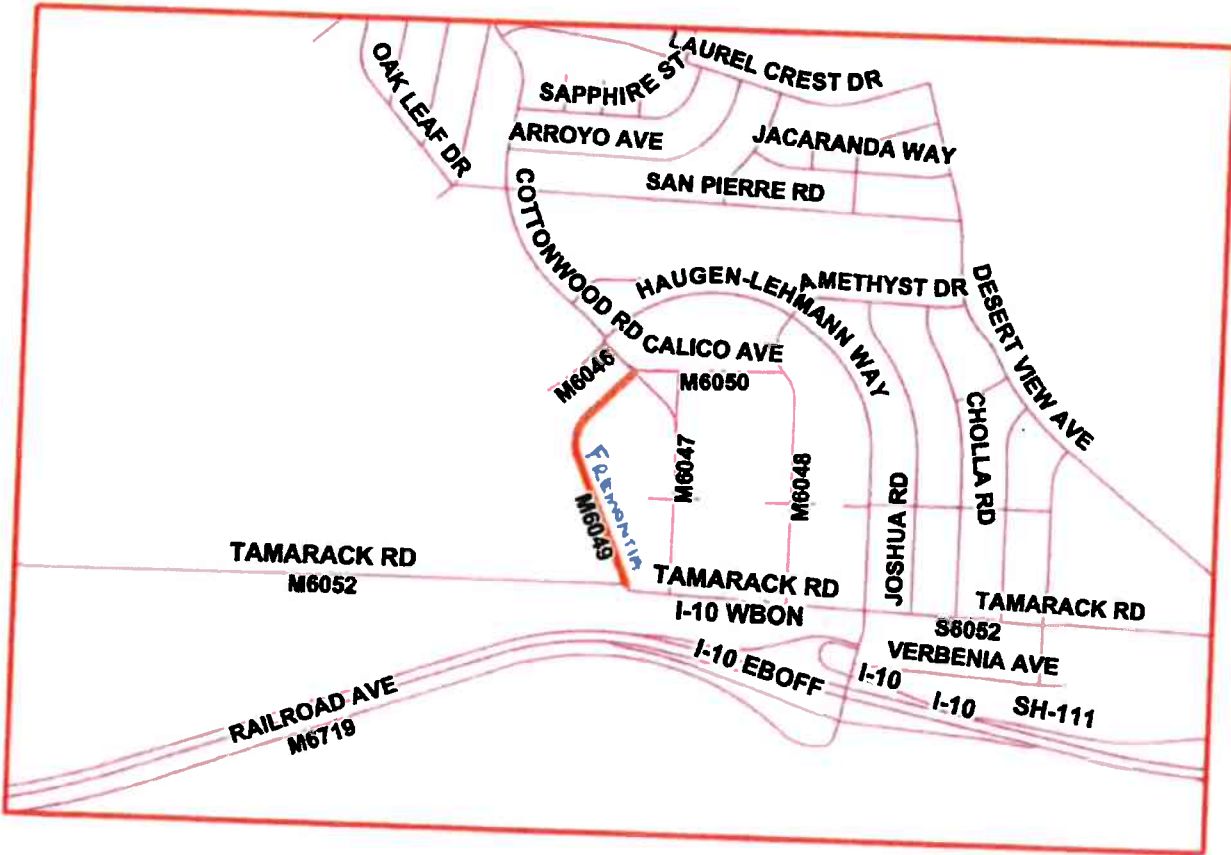 LAUREL CREST DR
OAK LEAF DR
SAPPHIRE ST
ARROYO AVE
JACARANDA WAY
SAN PIERRE RD
COTTONWOOD RD
HAUGEN-LEHMANN WAY
AMETHYST DR
DESERT VIEW AVE
CALICO AVE
M6046
M6050
CHOLLA RD
M6047
M6048
FREMONTIA
M6049
JOSHUA RD
TAMARACK RD
M6052
TAMARACK RD
TAMARACK RD
I-10 WBON
S6052
VERBENIA AVE
I-10 EBOFF
I-10
I-10
SH-111
RAILROAD AVE
M6719